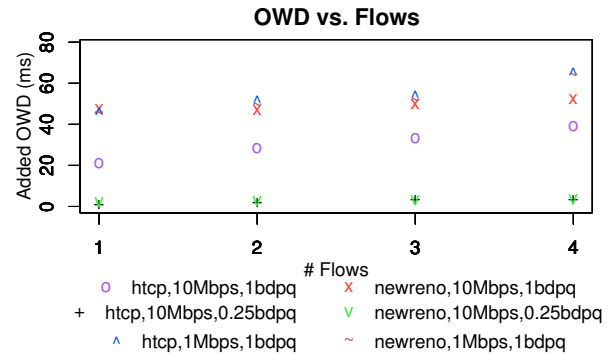 OWD vs. Flows
Added OWD (ms)
80
60
40
20
0
1 2 3 4
# Flows
o htcp,10Mbps,1bdpq x newreno,10Mbps,1bdpq
+ htcp,10Mbps,0.25bdpq v newreno,10Mbps,0.25bdpq
^ htcp,1Mbps,1bdpq ~ newreno,1Mbps,1bdpq